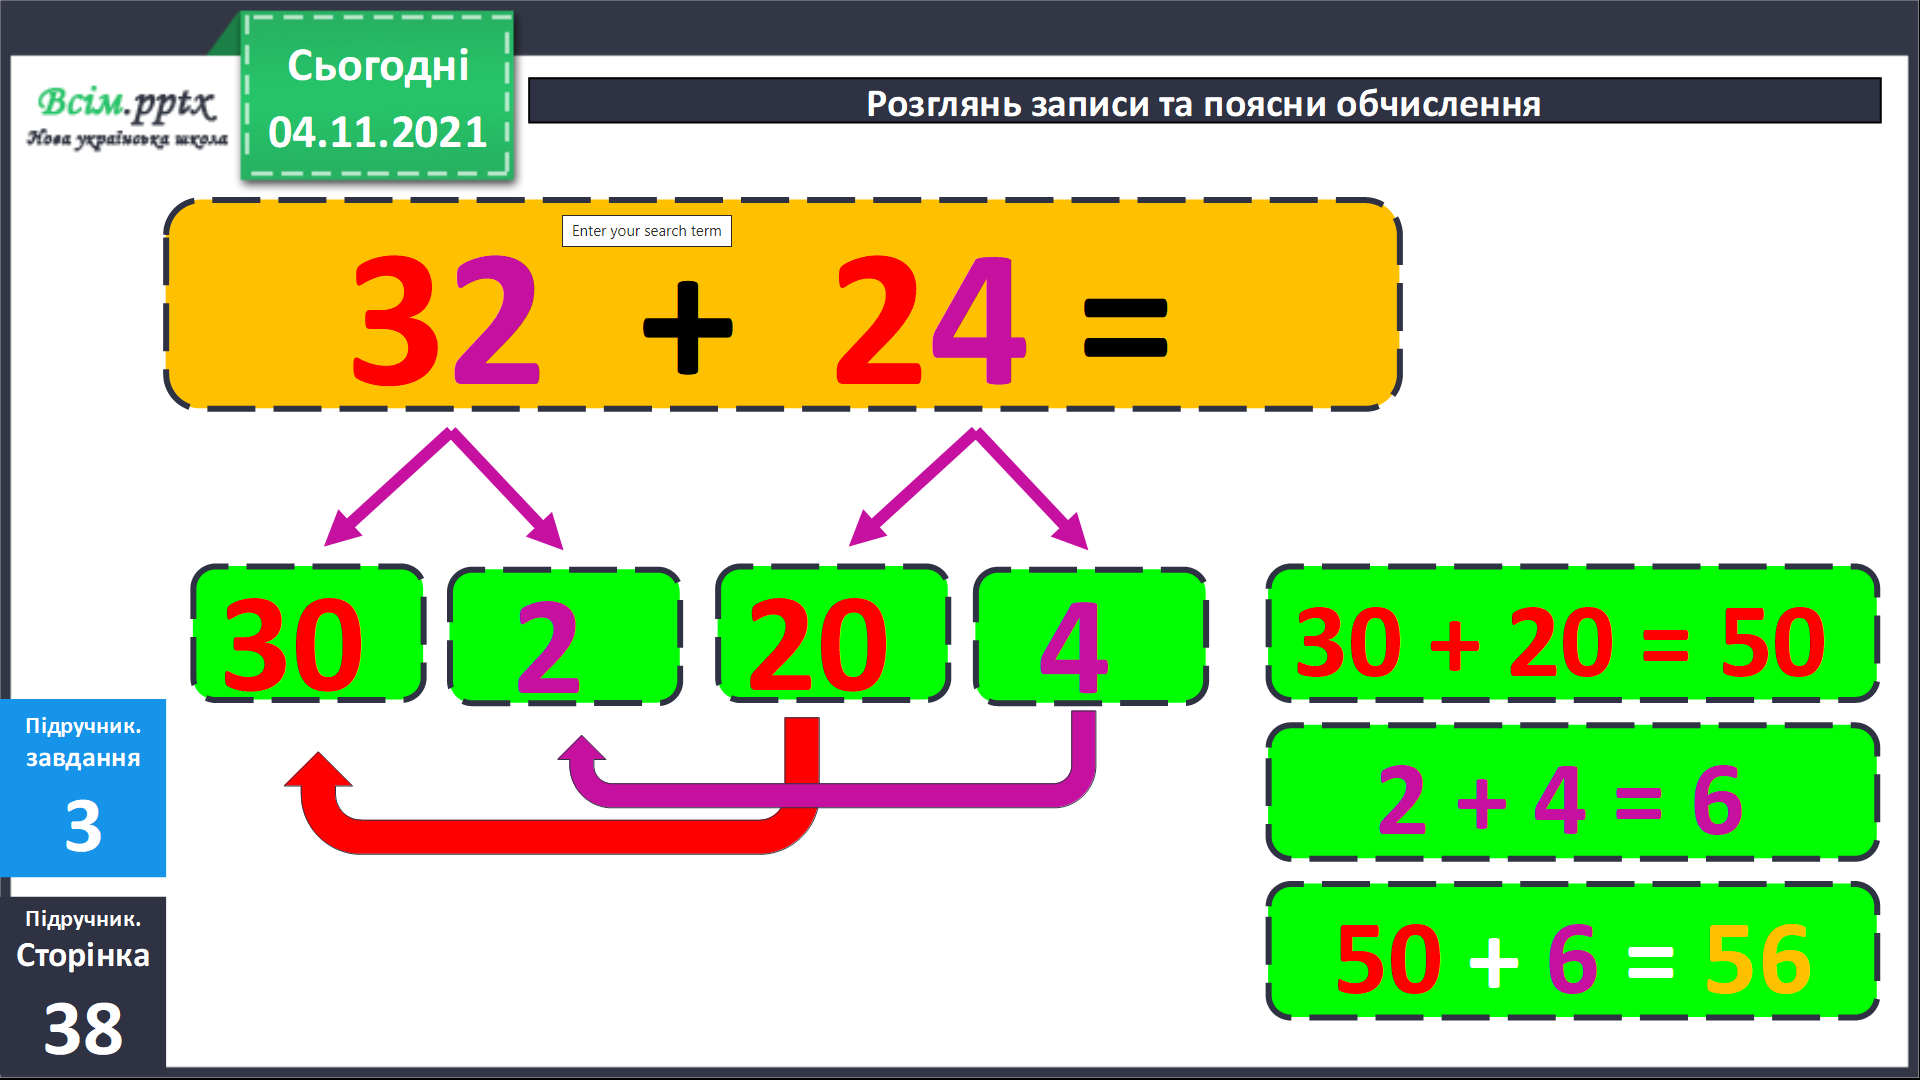 Всім.pptx
Нова українська школа
Сьогодні
04.11.2021
Розглянь записи та поясни обчислення
Enter your search term
32 + 24 =
30 2 20 4
30 + 20 = 50
2 + 4 = 6
50 + 6 = 56
Підручник.
завдання
3
Підручник.
Сторінка
38